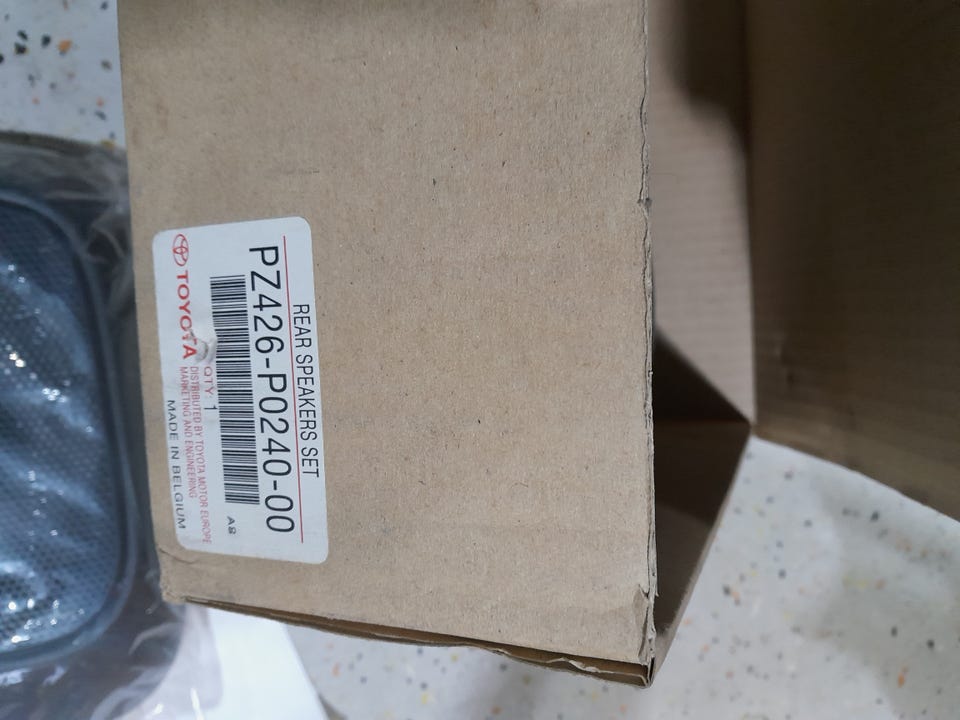 REAR SPEAKERS SET
PZ426-P0240-00
A8
QTY: 1
TOYOTA
DISTRIBUTED BY TOYOTA MOTOR EUROPE
MARKETING AND ENGINEERING
MADE IN BELGIUM